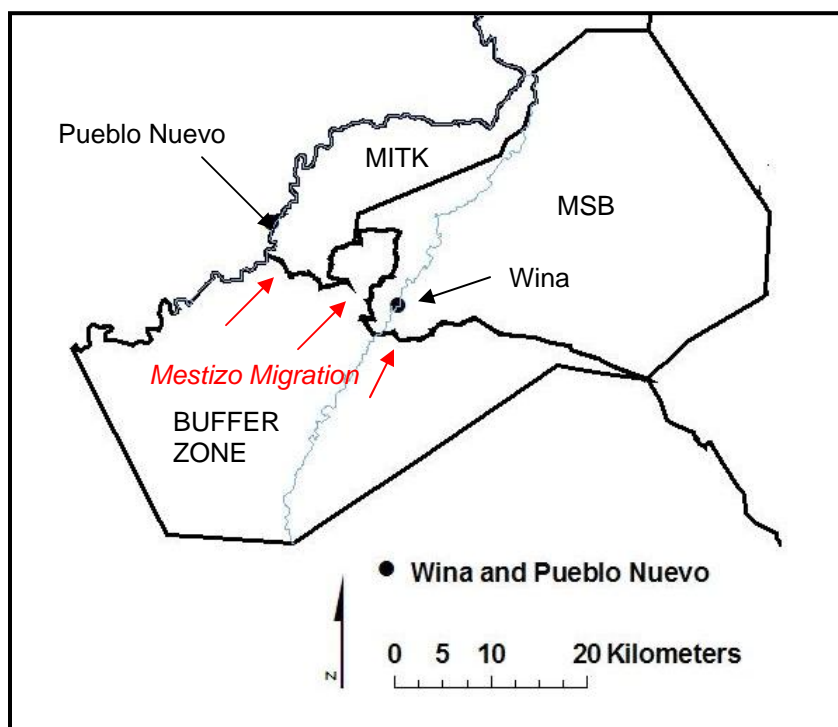 Pueblo Nuevo
MITK
MSB
Wina
Mestizo Migration
BUFFER
ZONE
Wina and Pueblo Nuevo
N
0 5 10 20 Kilometers